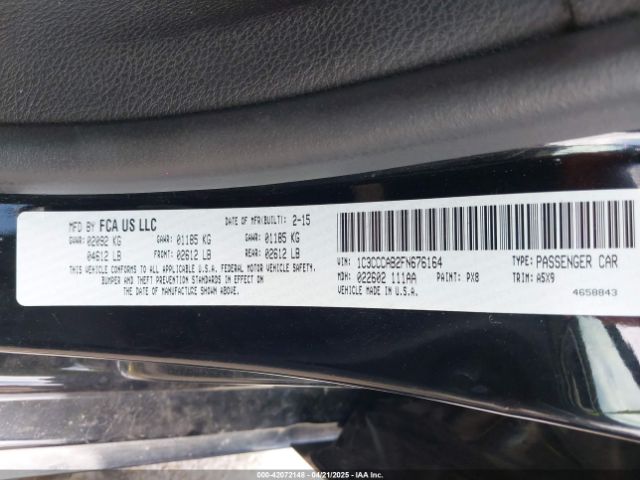 MFD BY FCA US LLC DATE OF MFR(BUILT): 2-15
GVWR: 02092 KG GAWR: 01185 KG GAWR: 01185 KG
04612 LB FRONT: 02612 LB REAR: 02612 LB
THIS VEHICLE CONFORMS TO ALL APPLICABLE U.S.A. FEDERAL MOTOR VEHICLE SAFETY,
BUMPER AND THEFT PREVENTION STANDARDS IN EFFECT ON
THE DATE OF MANUFACTURE SHOWN ABOVE.
VIN: 1C3CCCAB2FN676164 TYPE: PASSENGER CAR
MDH: 022602 111AA PAINT: PX8 TRIM: A5X9
VEHICLE MADE IN U.S.A. 4658843
000-42072148 - 04/21/2025 - IAAI.COM